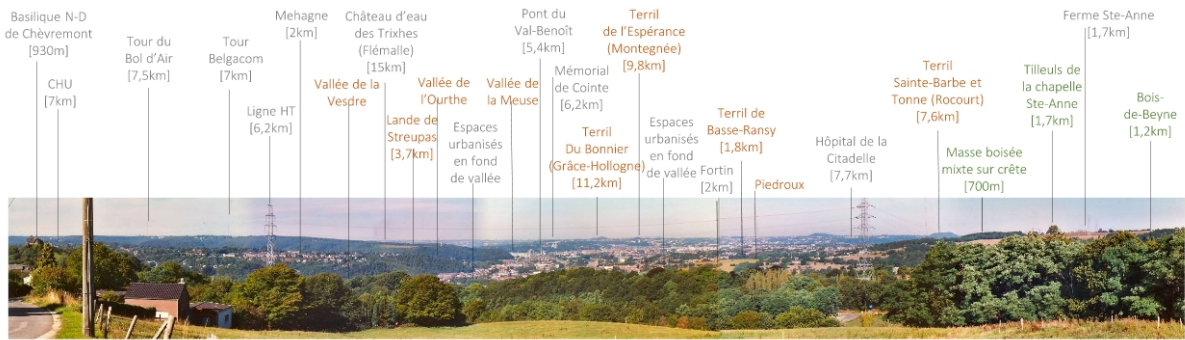 Basilique N-D
de Chèvremont
[930m]
CHU
[7km]
Tour du
Bol d'Air
[7,5km]
Tour
Belgacom
[7km]
Ligne HT
[6,2km]
Mehagne
[2km]
Vallée de la
Vesdre
Château d'eau
des Trixhes
(Flémalle)
[15km]
Lande de
Streupas
[3,7km]
Vallée de
l'Ourthe
Espaces
urbanisés
en fond
de vallée
Vallée de
la Meuse
Pont du
Val-Benoît
[5,4km]
Mémorial
de Cointe
[6,2km]
Terril
Du Bonnier
(Grâce-Hollogne)
[11,2km]
Terril
de l'Espérance
(Montegnée)
[9,8km]
Espaces
urbanisés
en fond
de vallée
Fortin
[2km]
Terril de
Basse-Ransy
[1,8km]
Piedroux
Hôpital de la
Citadelle
[7,7km]
Terril
Sainte-Barbe et
Tonne (Rocourt)
[7,6km]
Masse boisée
mixte sur crête
[700m]
Tilleuls de
la chapelle
Ste-Anne
[1,7km]
Ferme Ste-Anne
[1,7km]
Bois-
de-Beyne
[1,2km]